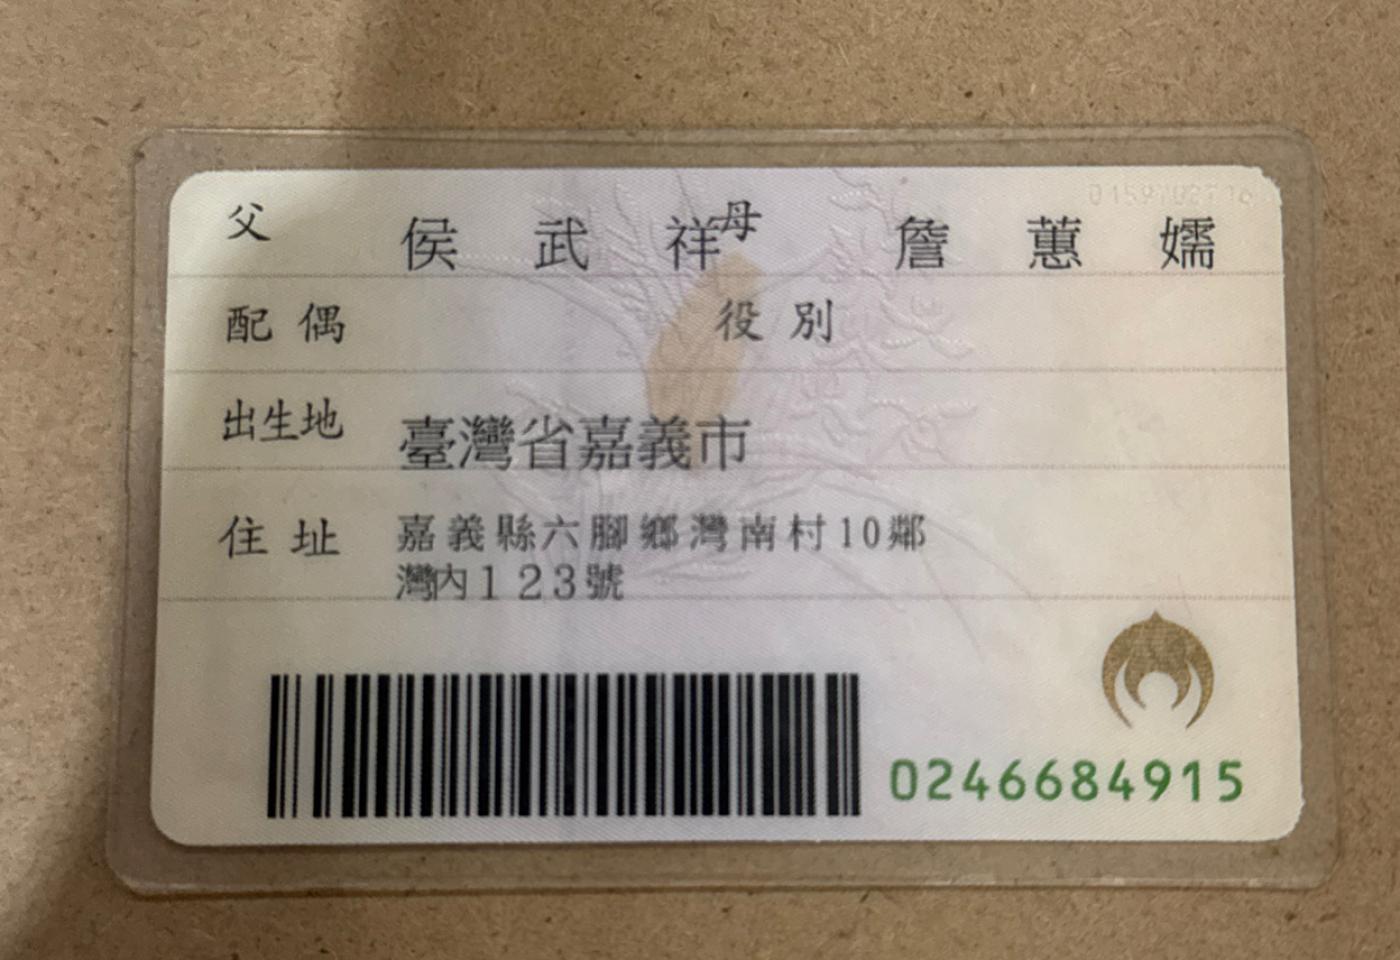 父 侯武祥 母 詹蕙嬬
配偶 役別
出生地 臺灣省嘉義市
住址 嘉義縣六腳鄉灣南村10鄰
灣內123號
0246684915